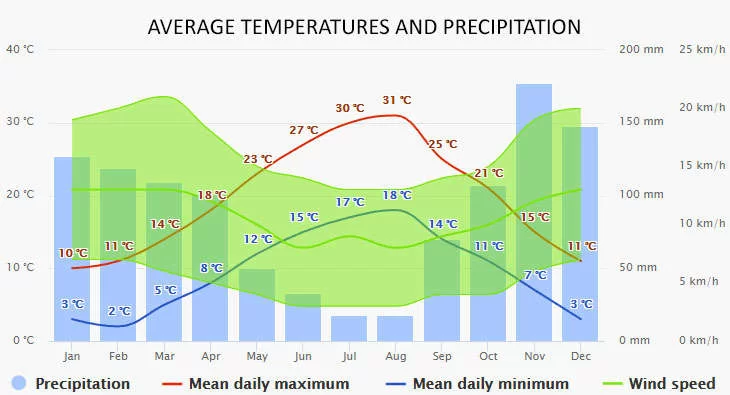 AVERAGE TEMPERATURES AND PRECIPITATION
40 °C 200 mm 25 km/h
20 km/h
31 °C
30 °C
30 °C 27 °C 150 mm
25 °C
23 °C 15 km/h
21 °C
20 °C 18 °C 17 °C 18 °C 100 mm
14 °C 15 °C 15 °C 10 km/h
12 °C 14 °C
10 °C 11 °C 11 °C 11 °C
10 °C 8 °C 50 mm
7 °C 5 km/h
5 °C
3 °C 2 °C 3 °C
0 °C 0 mm 0 km/h
Jan Feb Mar Apr May Jun Jul Aug Sep Oct Nov Dec
Precipitation Mean daily maximum Mean daily minimum Wind speed